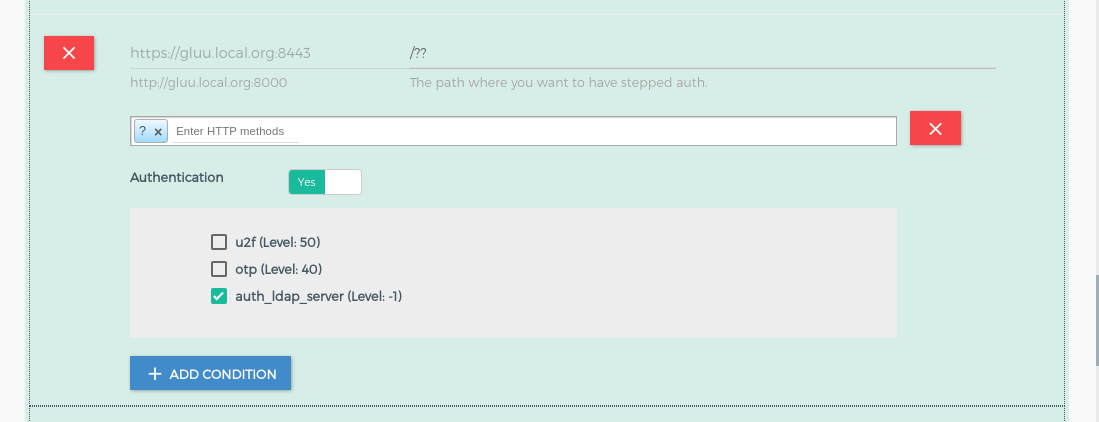 https://gluu.local.org:8443 /??
http://gluu.local.org:8000 The path where you want to have stepped auth.
? × Enter HTTP methods
Authentication Yes
u2f (Level: 50)
otp (Level: 40)
auth_ldap_server (Level: -1)
+ ADD CONDITION